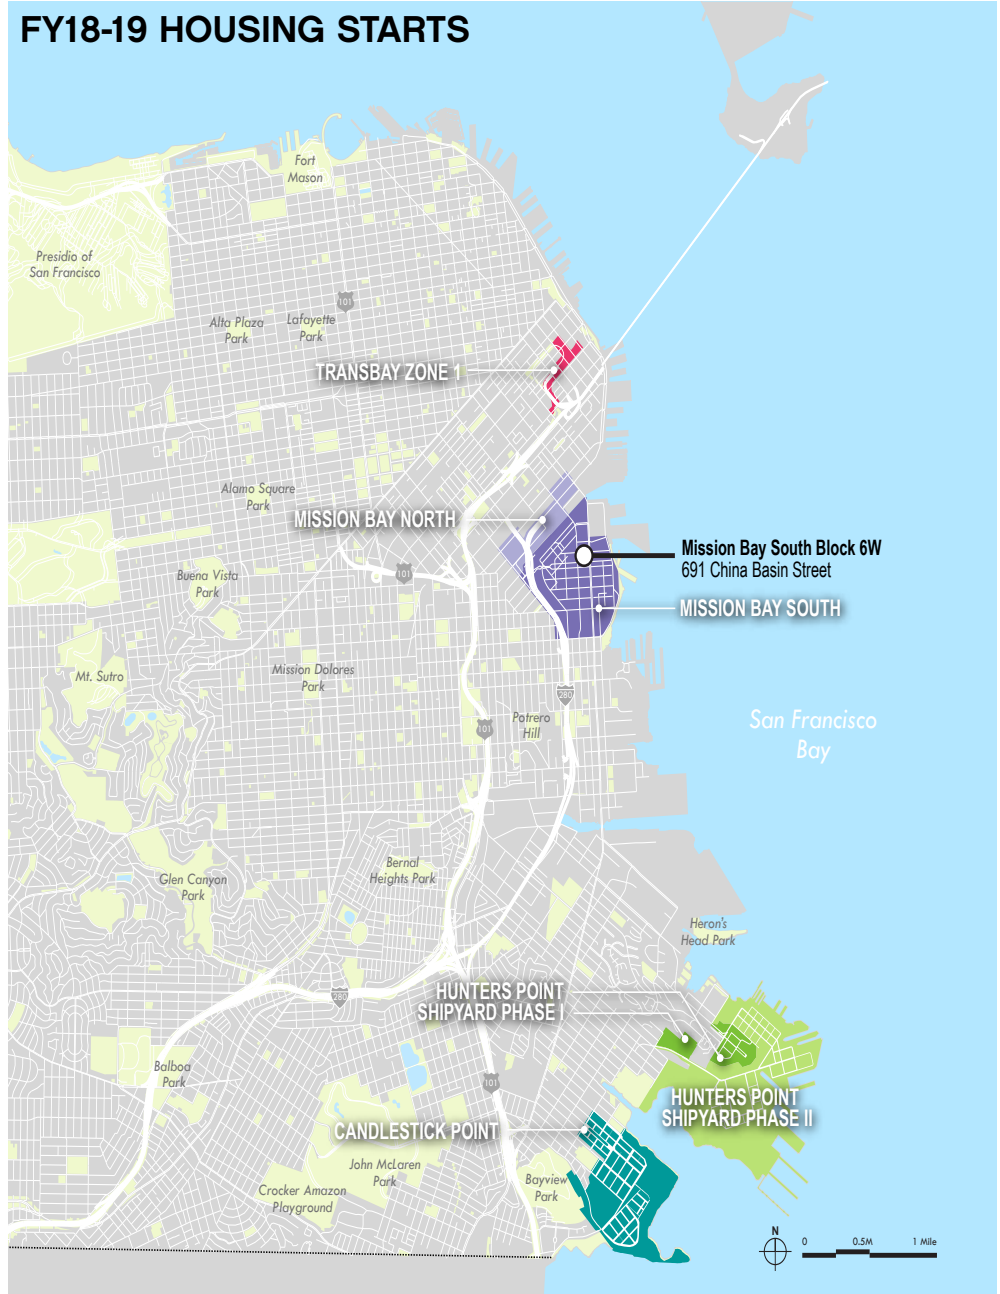 FY18-19 HOUSING STARTS
Fort
Mason
Presidio of
San Francisco
101
Alta Plaza
Park
Lafayette
Park
TRANSBAY ZONE 1
Alamo Square
Park
MISSION BAY NORTH
Mission Bay South Block 6W
691 China Basin Street
101
Buena Vista
Park
MISSION BAY SOUTH
Mt. Sutro
Mission Dolores
Park
280
101
Potrero
Hill
San Francisco
Bay
Bernal
Heights Park
Glen Canyon
Park
Heron's
Head Park
280
HUNTERS POINT
SHIPYARD PHASE I
Balboa
Park
101
HUNTERS POINT
SHIPYARD PHASE II
CANDLESTICK POINT
John McLaren
Park
Crocker Amazon
Playground
Bayview
Park
N
0 0.5M 1 Mile